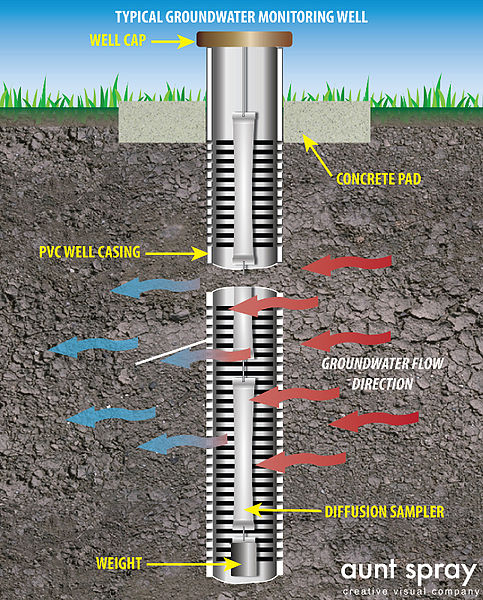 TYPICAL GROUNDWATER MONITORING WELL
WELL CAP
CONCRETE PAD
PVC WELL CASING
GROUNDWATER FLOW
DIRECTION
DIFFUSION SAMPLER
WEIGHT
aunt spray
creative visual company